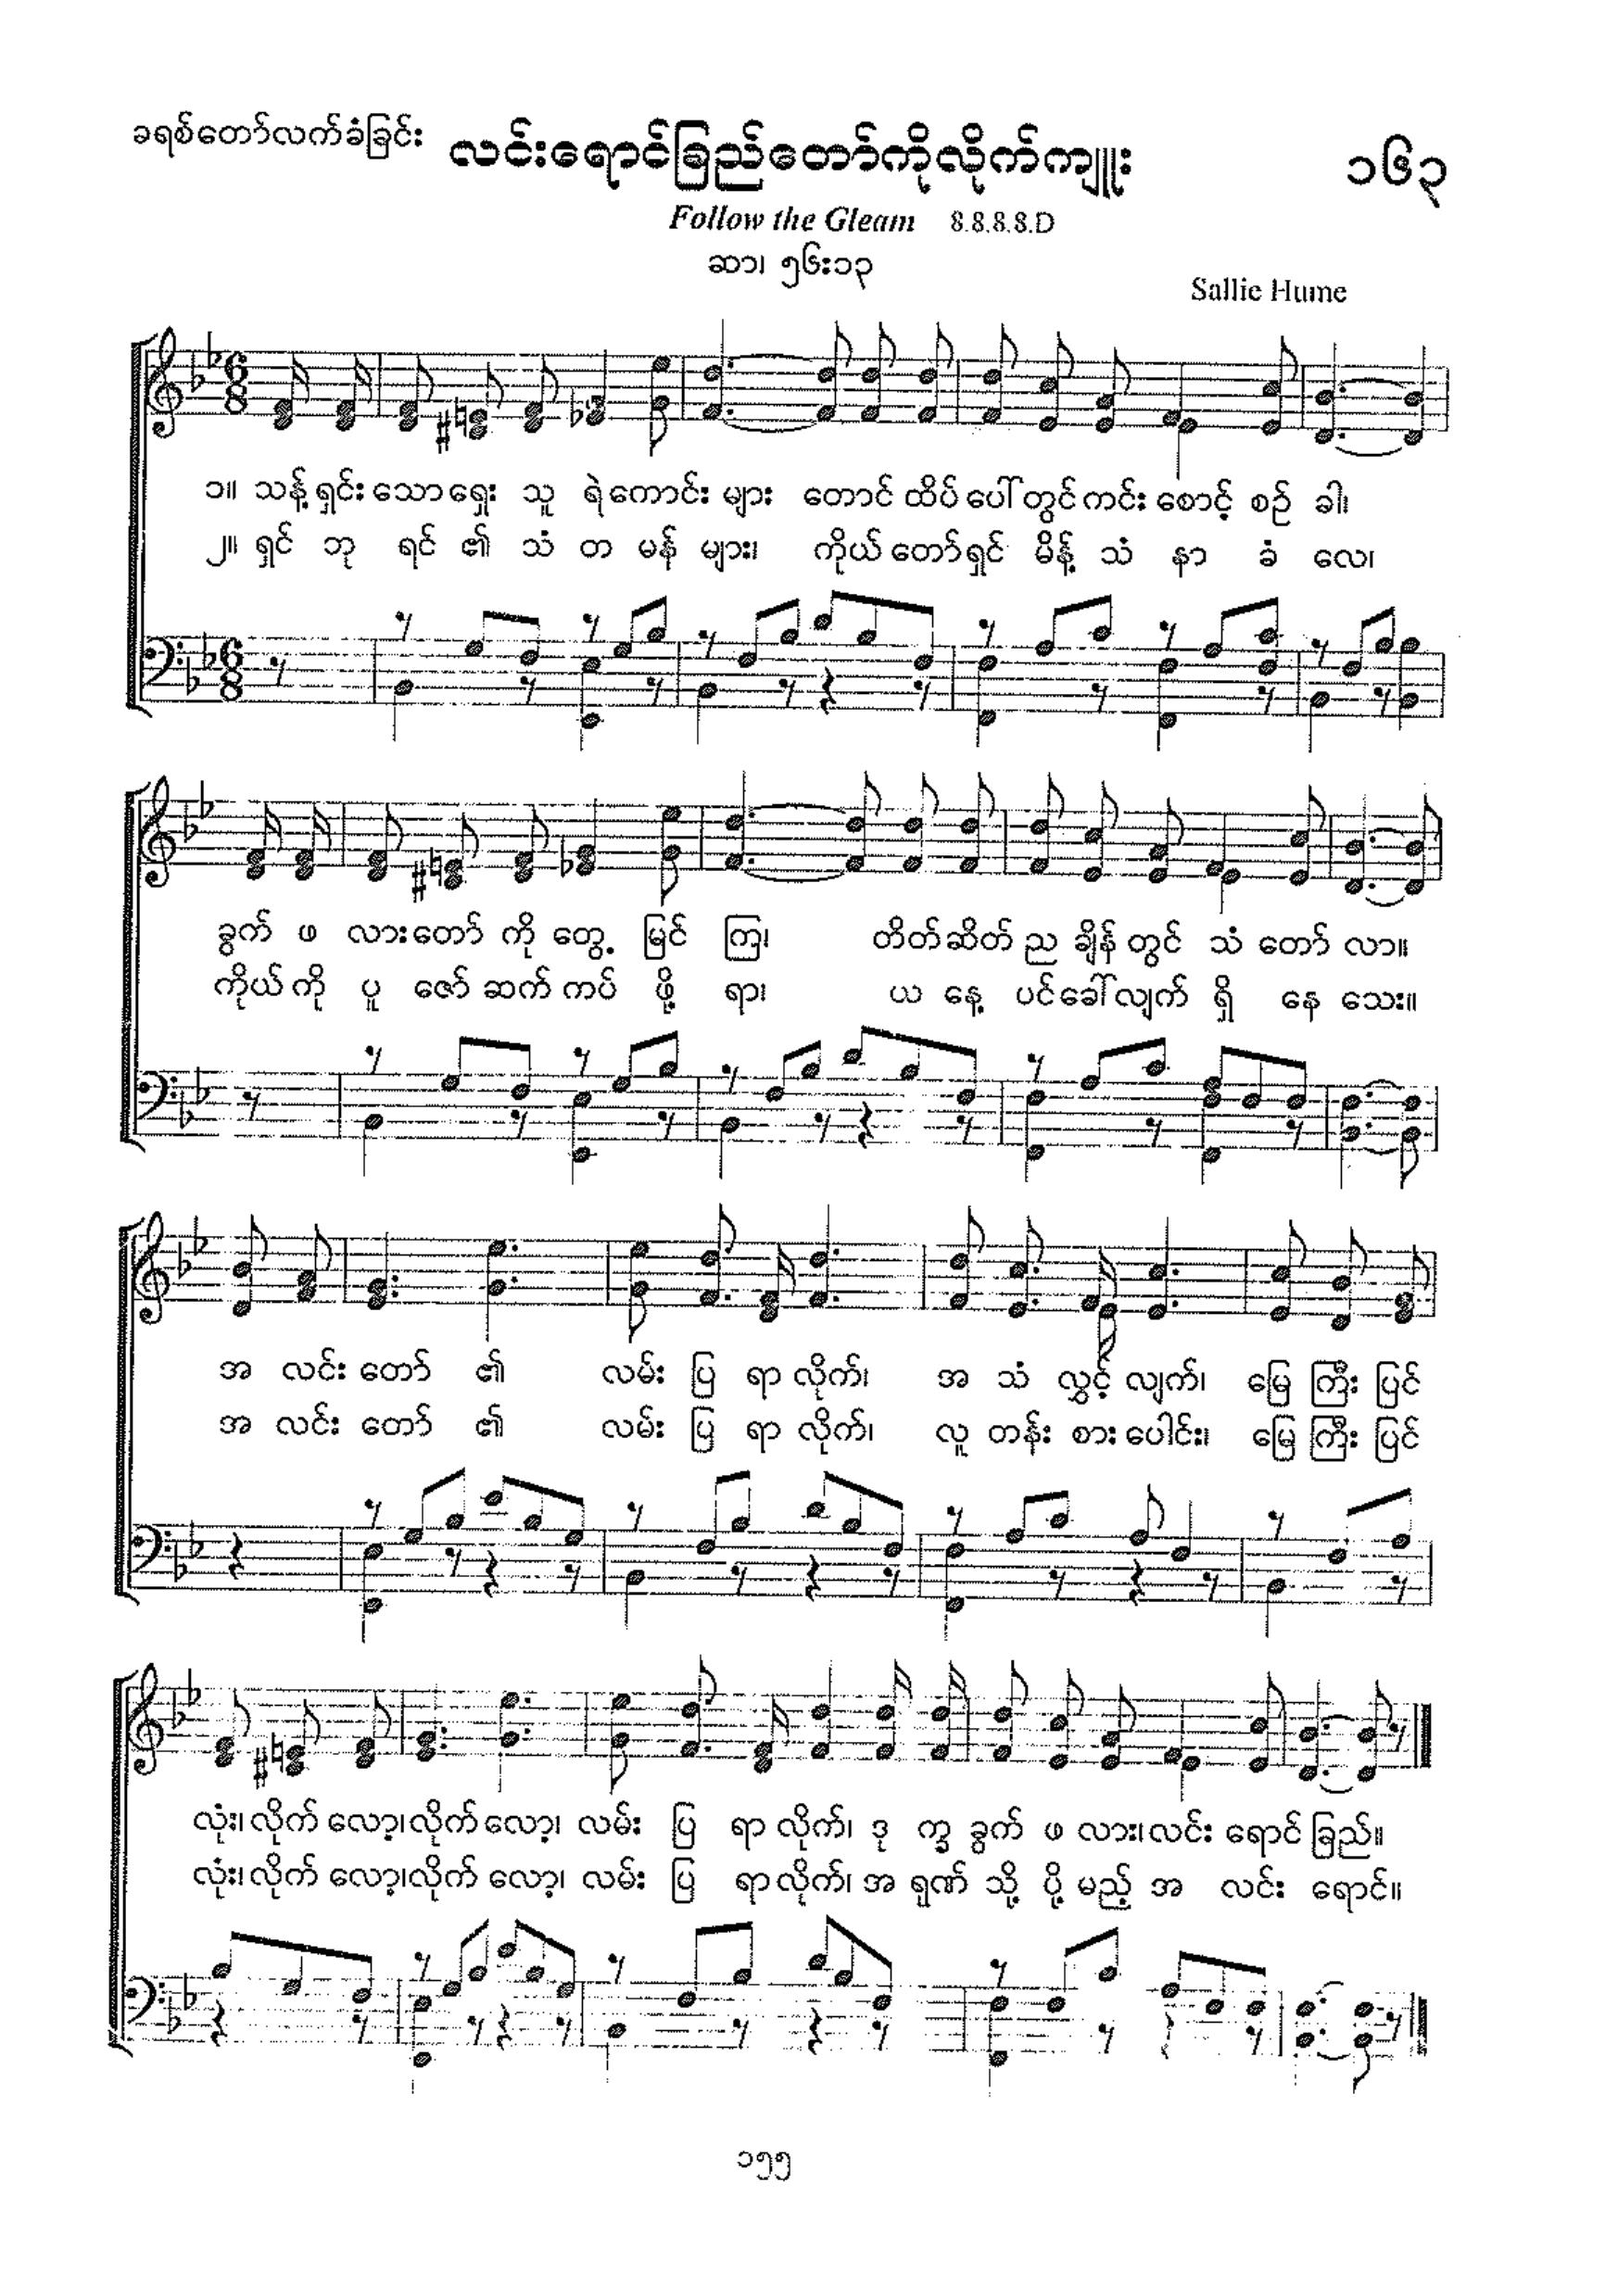 ခရစ်တော်လက်ခံခြင်း
လင်းရောင်ခြည်တော်ကိုလိုက်ကျူး
၁၆၃
Follow the Gleam 8.8.8.8.D
ဆာ၊ ၅၆း၁၃
Sallie Hume
၁။ သန့် ရှင်း သော ရှေး သူ ရဲ ကောင်း များ တောင် ထိပ် ပေါ် တွင် ကင်း စောင့် စဉ် ခါ၊
၂။ ရှင် ဘု ရင် ၏ သံ တ မန် များ၊ ကိုယ် တော် ရှင် မိန့် သံ နာ ခံ လေ၊
ခွက် ဖ လား တော် ကို တွေ့ မြင် ကြ၊ တိတ် ဆိတ် ည ချိန် တွင် သံ တော် လာ။
ကိုယ် ကို ပူ ဇော် ဆက် ကပ် ဖို့ ရာ၊ ယ နေ့ ပင် ခေါ် လျက် ရှိ နေ သေး။
အ လင်း တော် ၏ လမ်း ပြ ရာ လိုက်၊ အ သံ လွှင့် လျက်၊ မြေ ကြီး ပြင်
အ လင်း တော် ၏ လမ်း ပြ ရာ လိုက်၊ လူ တန်း စား ပေါင်း၊ မြေ ကြီး ပြင်
လုံး၊ လိုက် လော့၊ လိုက် လော့၊ လမ်း ပြ ရာ လိုက်၊ ဒု က္ခ ခွက် ဖ လား၊ လင်း ရောင် ခြည်။
လုံး၊ လိုက် လော့၊ လိုက် လော့၊ လမ်း ပြ ရာ လိုက်၊ အ ရုဏ် သို့ ပို့ မည့် အ လင်း ရောင်။
၁၅၅